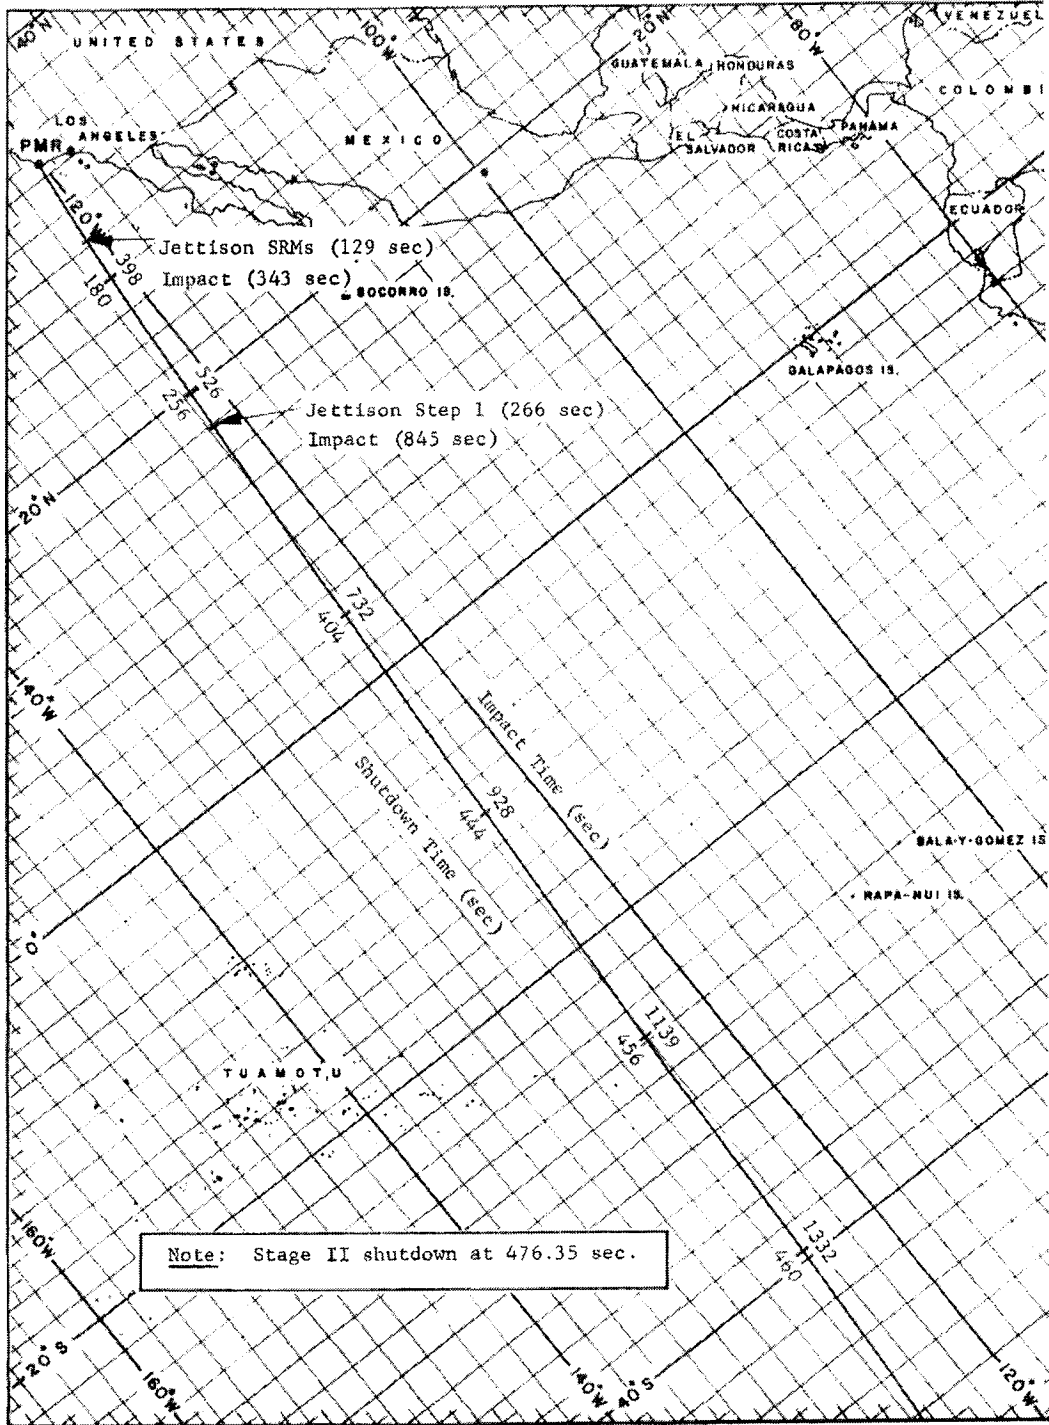 40°N
UNITED STATES
100°W
20°N
80°W
VENEZUEL
GUATEMALA
HONDURAS
COLOMBI
NICARAGUA
LOS
ANGELES
PMR
MEXICO
EL
SALVADOR
COSTA
RICA
PANAMA
120°W
ECUADOR
Jettison SRMs (129 sec)
Impact (343 sec)
398
180
SOCORRO IS.
GALAPAGOS IS.
526
256
Jettison Step 1 (266 sec)
Impact (845 sec)
20°N
732
404
140°W
Impact Time (sec)
Shutdown Time (sec)
928
444
SALA-Y-GOMEZ IS
RAPA-NUI IS.
0°
1139
456
TUAMOTU
160°W
1332
460
Note: Stage II shutdown at 476.35 sec.
20°S
160°W
140°W
40°S
120°W